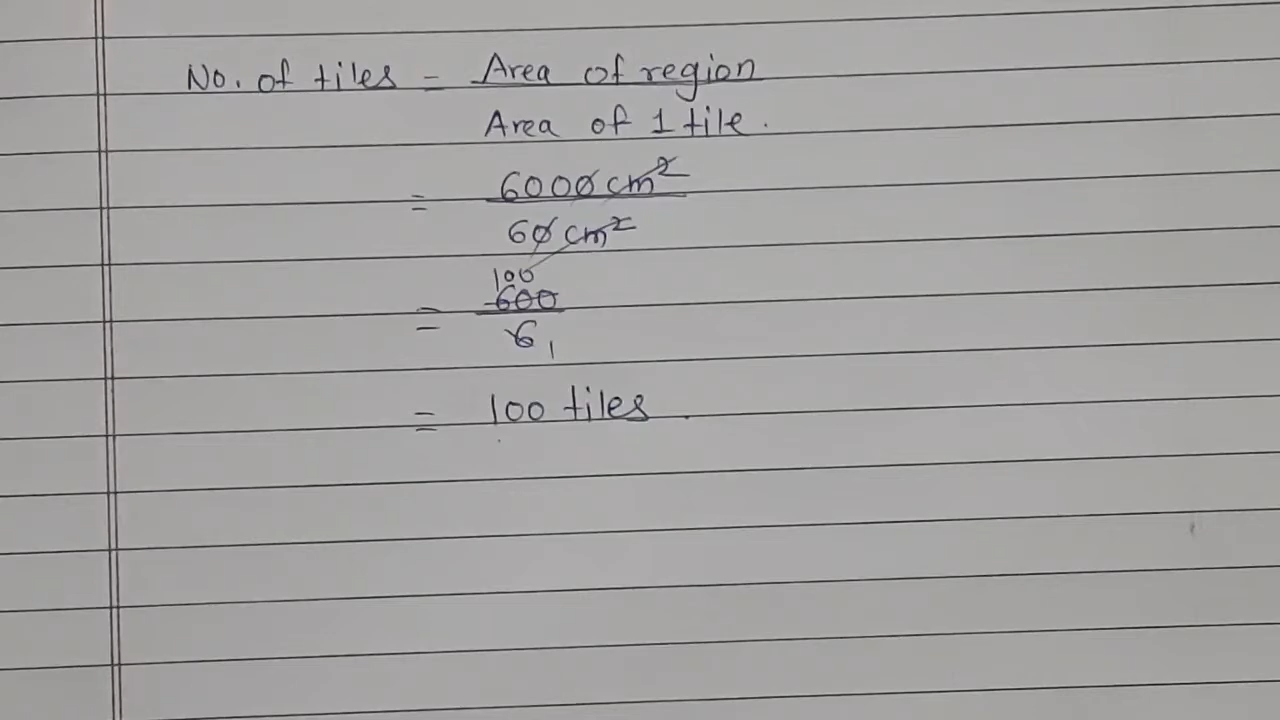 No. of tiles = Area of region
Area of 1 tile.
= 6000 cm²
60 cm²
100
= 600
6 1
= 100 tiles.